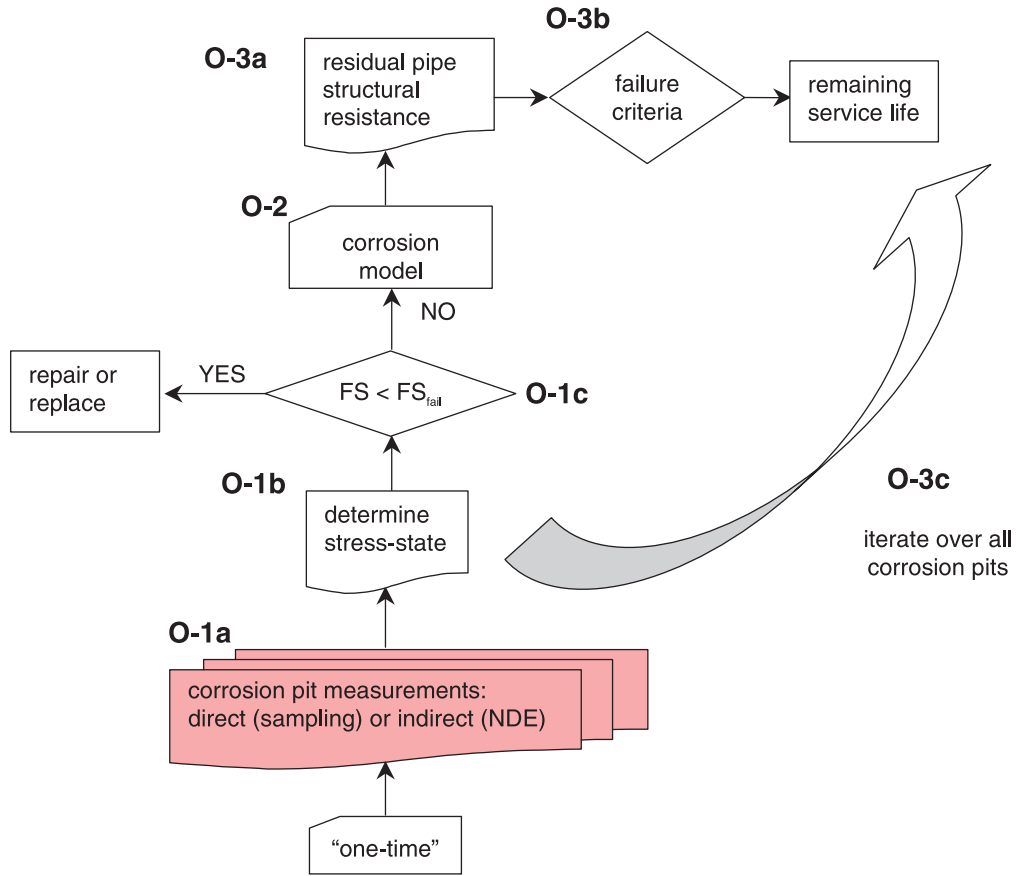 O-3b
O-3a
residual pipe
structural
resistance
failure
criteria
remaining
service life
O-2
corrosion
model
NO
repair or
replace
YES
FS < FSfail
O-1c
O-1b
determine
stress-state
O-3c
iterate over all
corrosion pits
O-1a
corrosion pit measurements:
direct (sampling) or indirect (NDE)
“one-time”